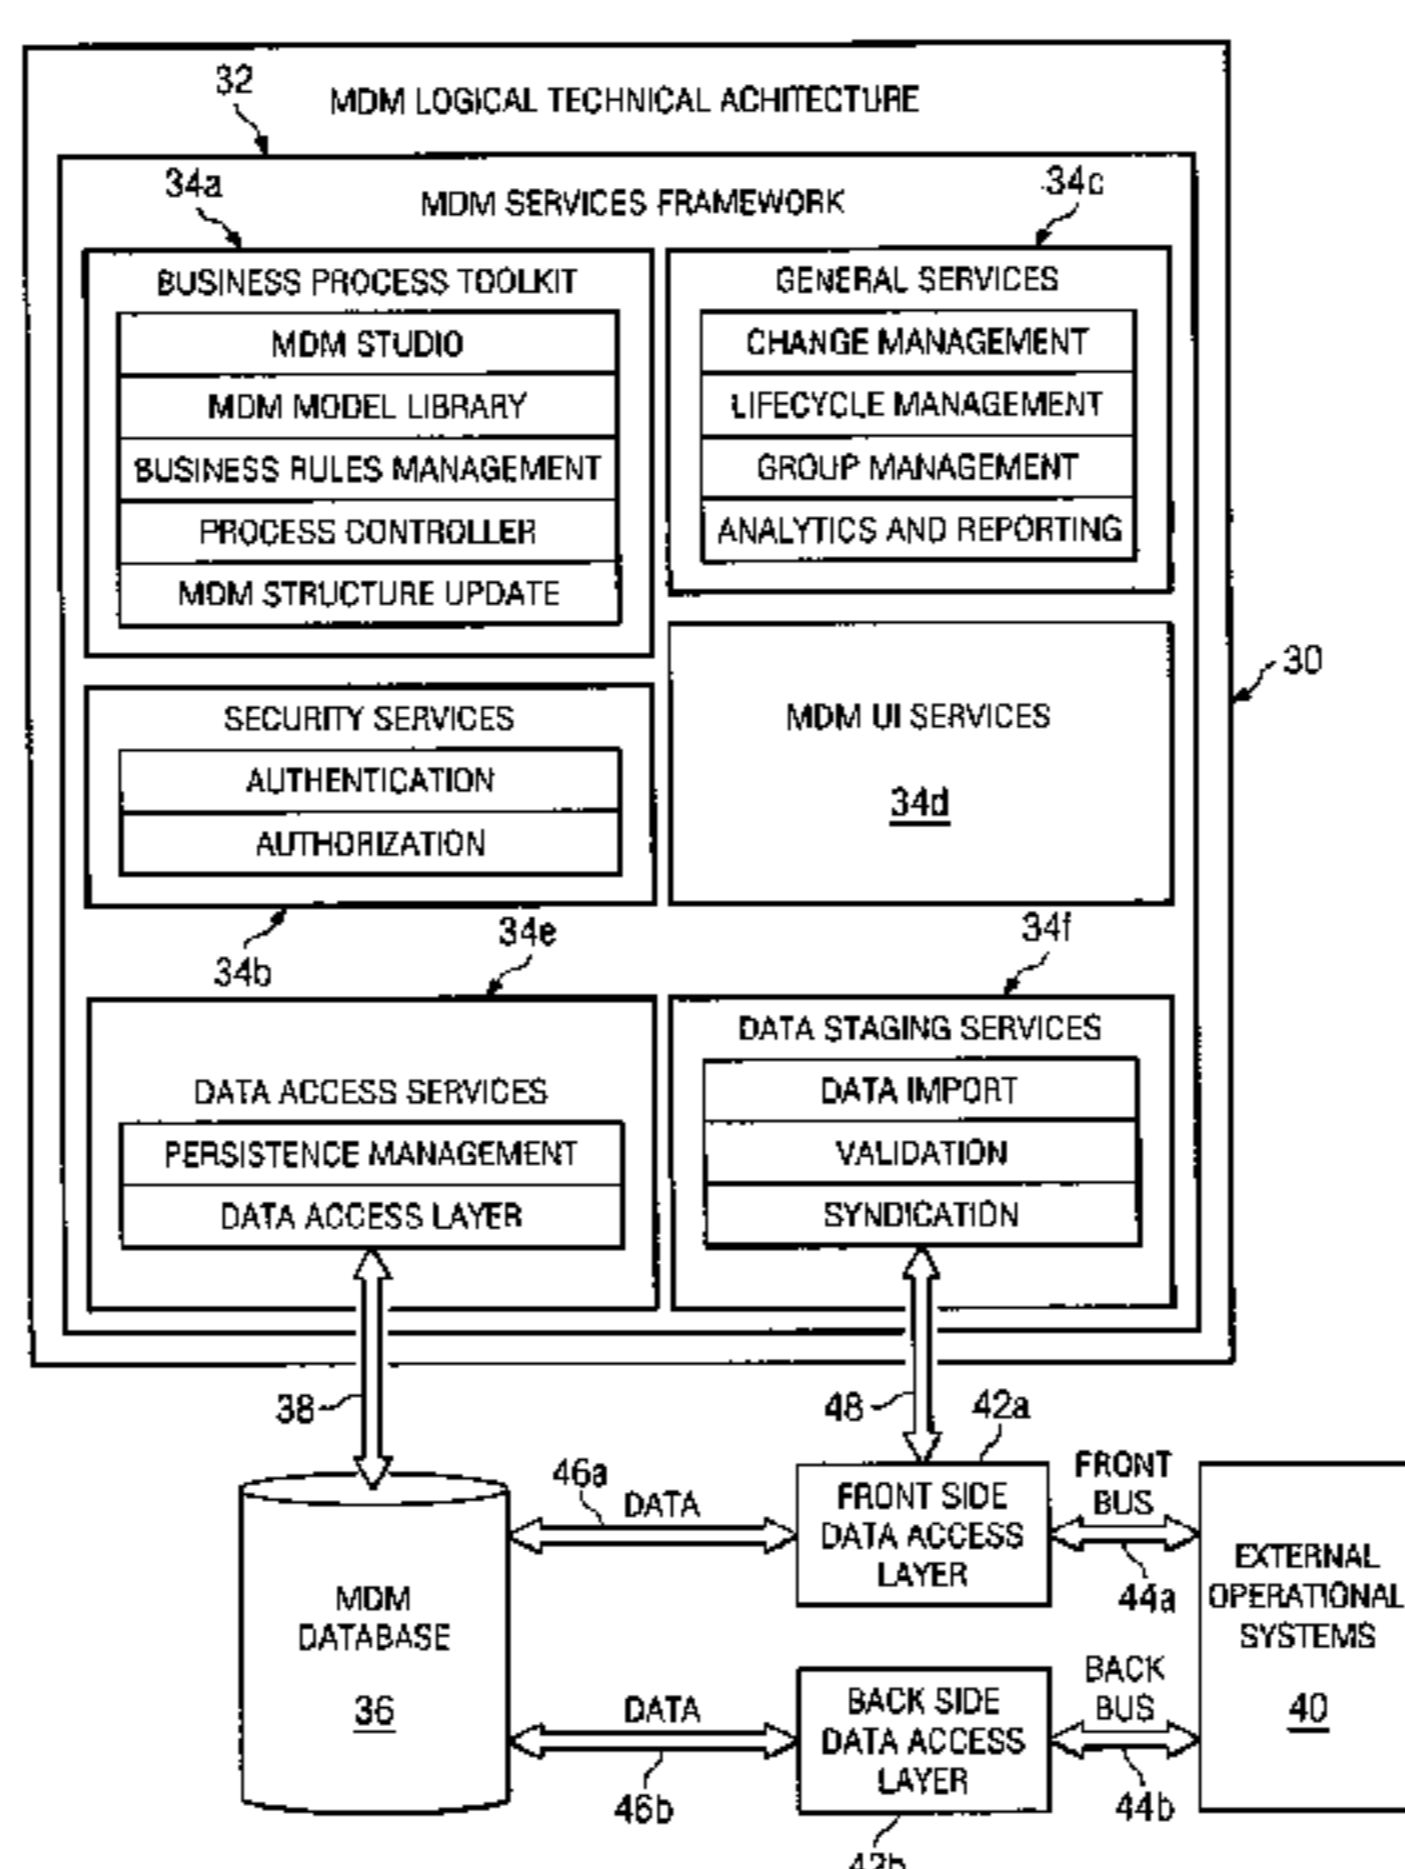 MDM LOGICAL TECHNICAL ACHITECTURE
32
MDM SERVICES FRAMEWORK
34a
34c
BUSINESS PROCESS TOOLKIT
MDM STUDIO
MDM MODEL LIBRARY
BUSINESS RULES MANAGEMENT
PROCESS CONTROLLER
MDM STRUCTURE UPDATE
GENERAL SERVICES
CHANGE MANAGEMENT
LIFECYCLE MANAGEMENT
GROUP MANAGEMENT
ANALYTICS AND REPORTING
30
SECURITY SERVICES
AUTHENTICATION
AUTHORIZATION
34b
MDM UI SERVICES
34d
34e
34f
DATA ACCESS SERVICES
PERSISTENCE MANAGEMENT
DATA ACCESS LAYER
DATA STAGING SERVICES
DATA IMPORT
VALIDATION
SYNDICATION
38
48
42a
MDM
DATABASE
36
46a
DATA
FRONT SIDE
DATA ACCESS
LAYER
FRONT
BUS
44a
EXTERNAL
OPERATIONAL
SYSTEMS
40
DATA
46b
BACK SIDE
DATA ACCESS
LAYER
BACK
BUS
44b
42b